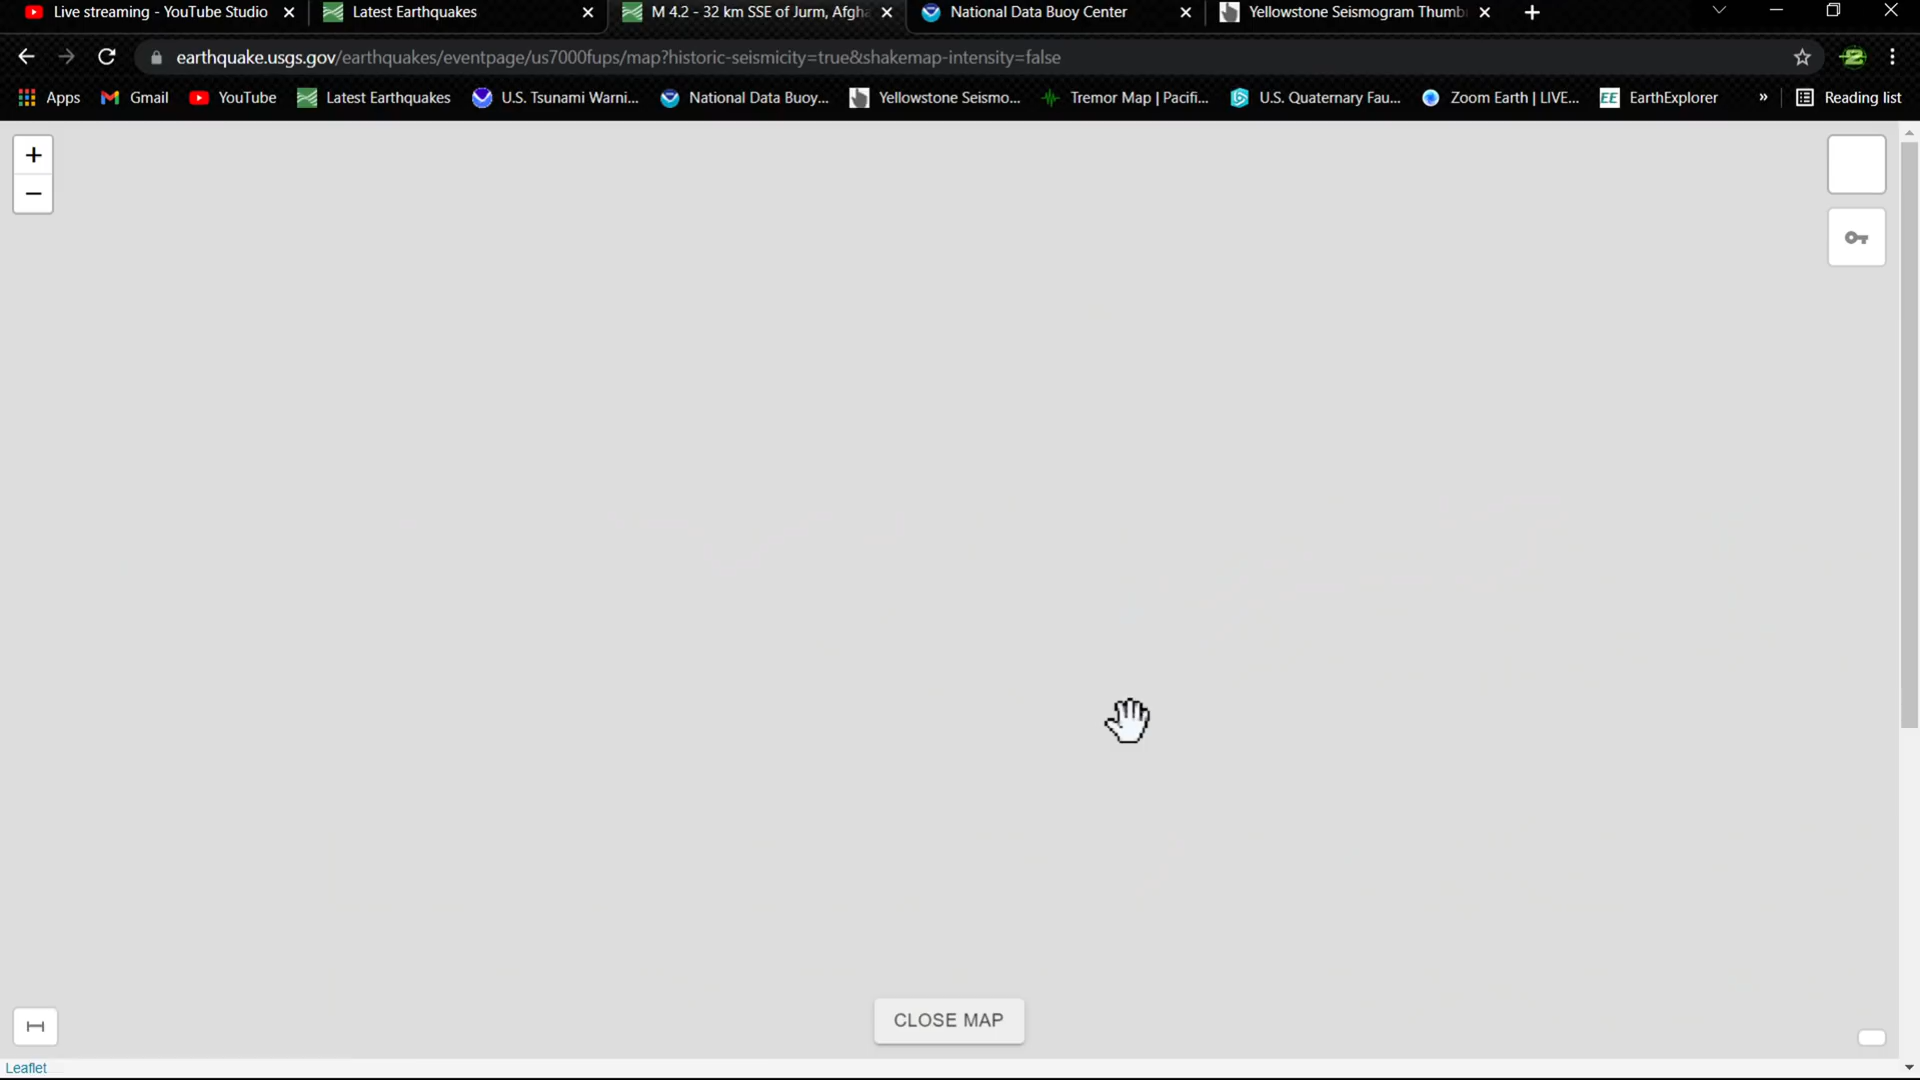 Live streaming - YouTube Studio
Latest Earthquakes
M 4.2 - 32 km SSE of Jurm, Afgha
National Data Buoy Center
Yellowstone Seismogram Thumb
earthquake.usgs.gov/earthquakes/eventpage/us7000fups/map?historic-seismicity=true&shakemap-intensity=false
Apps
Gmail
YouTube
Latest Earthquakes
U.S. Tsunami Warni...
National Data Buoy...
Yellowstone Seismo...
Tremor Map | Pacifi...
U.S. Quaternary Fau...
Zoom Earth | LIVE...
EE EarthExplorer
»
Reading list
+
−
CLOSE MAP
Leaflet